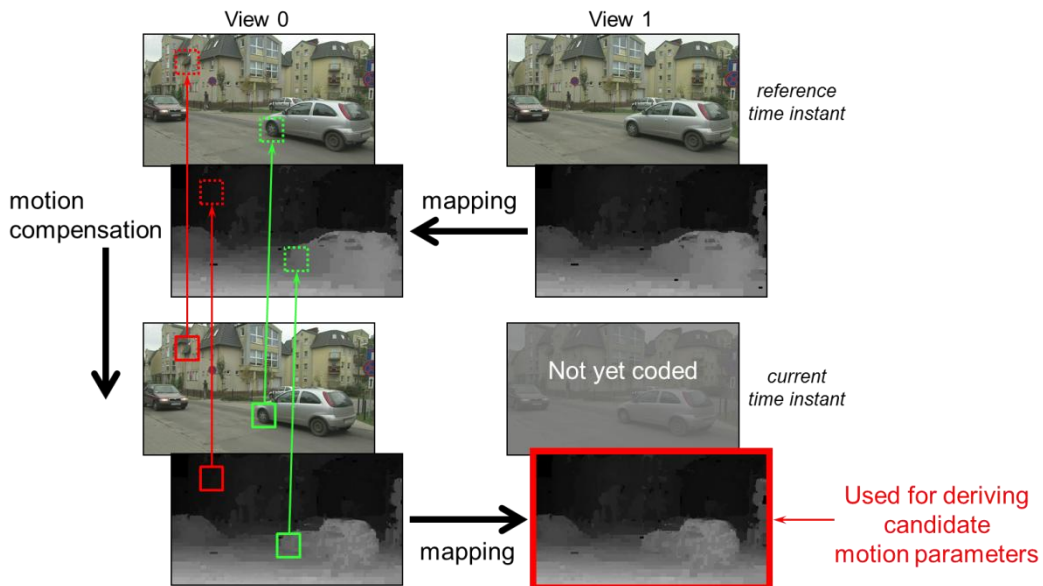 View 0
View 1
reference
time instant
motion
compensation
mapping
Not yet coded
current
time instant
mapping
Used for deriving
candidate
motion parameters